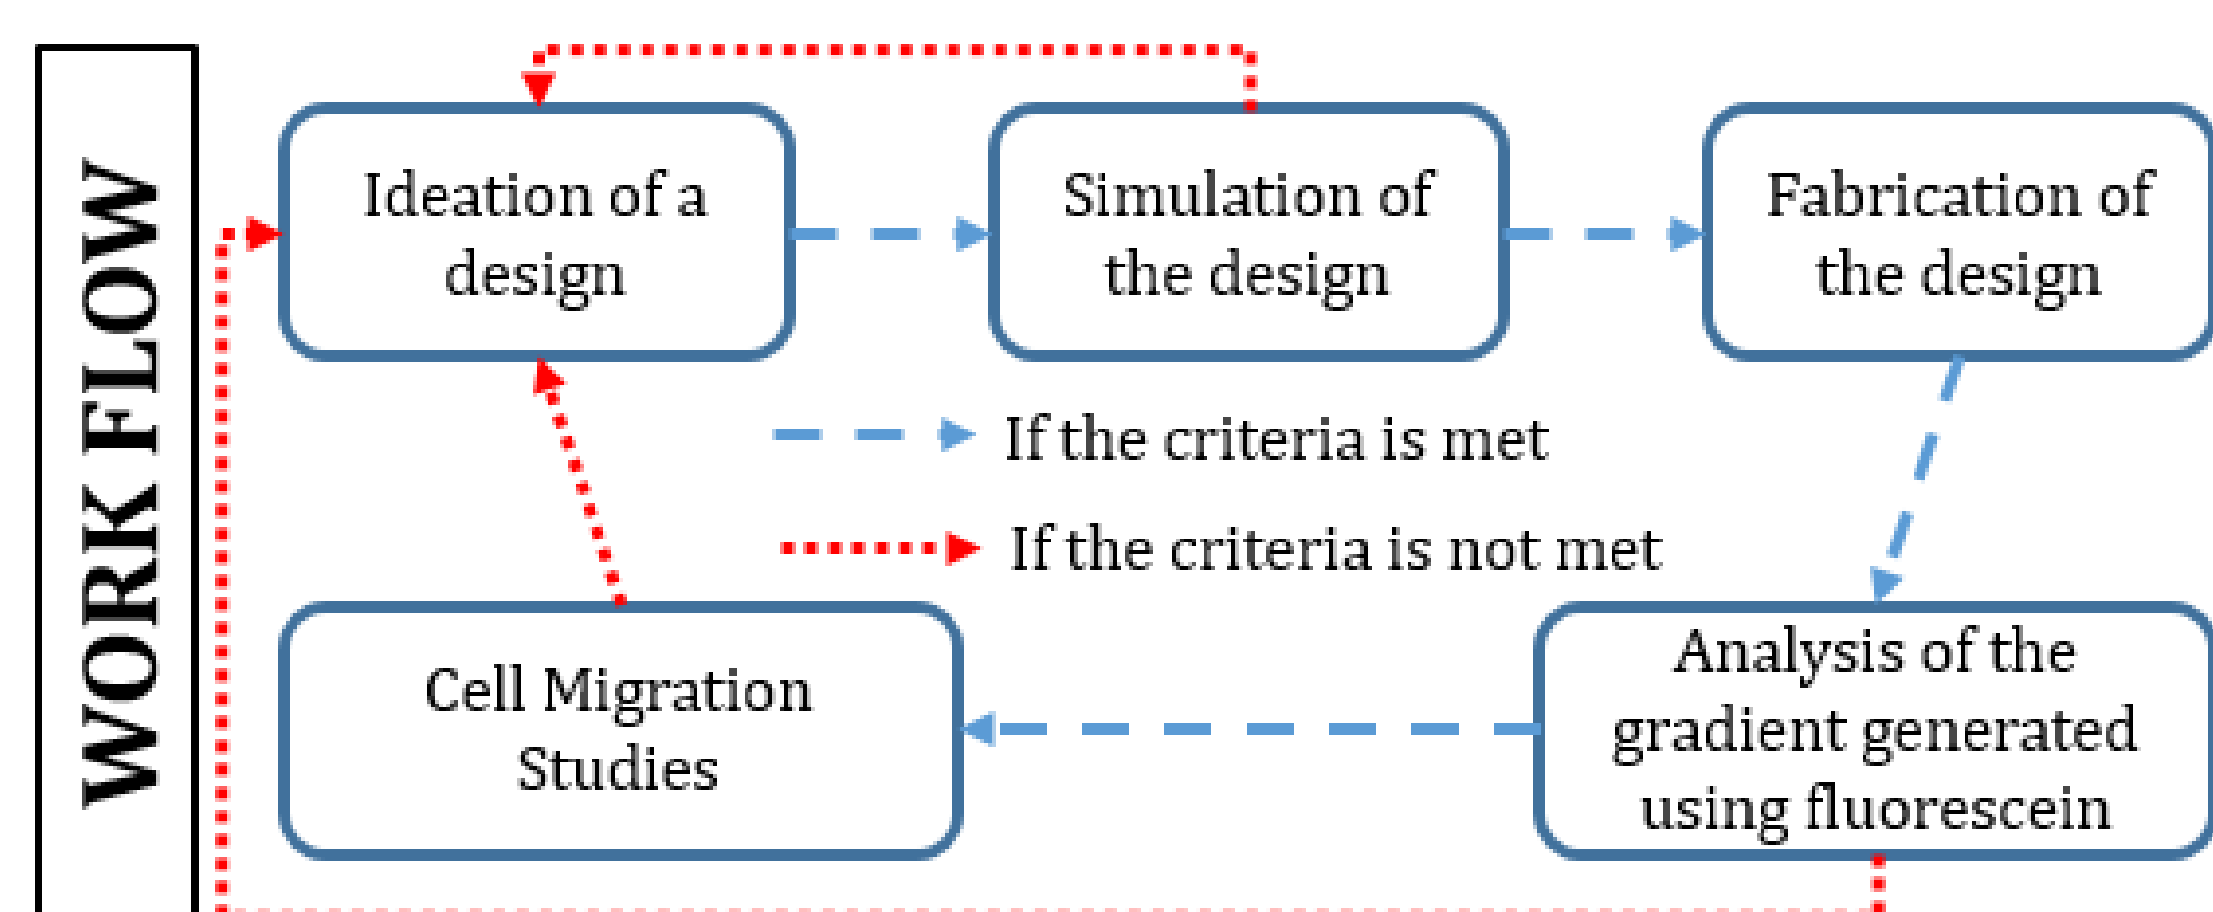 WORK FLOW
Ideation of a
design
Simulation of
the design
Fabrication of
the design
If the criteria is met
If the criteria is not met
Cell Migration
Studies
Analysis of the
gradient generated
using fluorescein